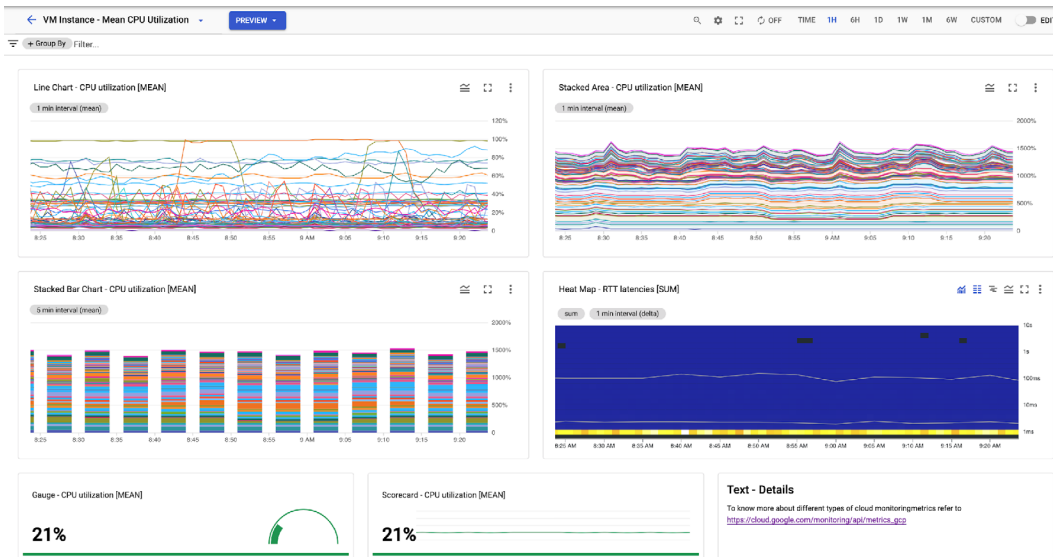 VM Instance - Mean CPU Utilization
PREVIEW
OFF TIME 1H 6H 1D 1W 1M 6W CUSTOM
+ Group By Filter...
Line Chart - CPU utilization [MEAN]
1 min interval (mean)
120%
100%
80%
60%
40%
20%
0
8:25 8:30 8:35 8:40 8:45 8:50 8:55 9 AM 9:05 9:10 9:15 9:20
Stacked Area - CPU utilization [MEAN]
1 min interval (mean)
2000%
1500%
1000%
500%
0
8:25 8:30 8:35 8:40 8:45 8:50 8:55 9 AM 9:05 9:10 9:15 9:20
Stacked Bar Chart - CPU utilization [MEAN]
5 min interval (mean)
2000%
1500%
1000%
500%
0
8:25 8:30 8:35 8:40 8:45 8:50 8:55 9 AM 9:05 9:10 9:15 9:20
Heat Map - RTT latencies [SUM]
sum 1 min interval (delta)
10s
1s
100ms
10ms
1ms
8:25 AM 8:30 AM 8:35 AM 8:40 AM 8:45 AM 8:50 AM 8:55 AM 9:00 AM 9:05 AM 9:10 AM 9:15 AM 9:20 AM
Gauge - CPU utilization [MEAN]
21%
Scorecard - CPU utilization [MEAN]
21%
Text - Details
To know more about different types of cloud monitoringmetrics refer to
https://cloud.google.com/monitoring/api/metrics_gcp